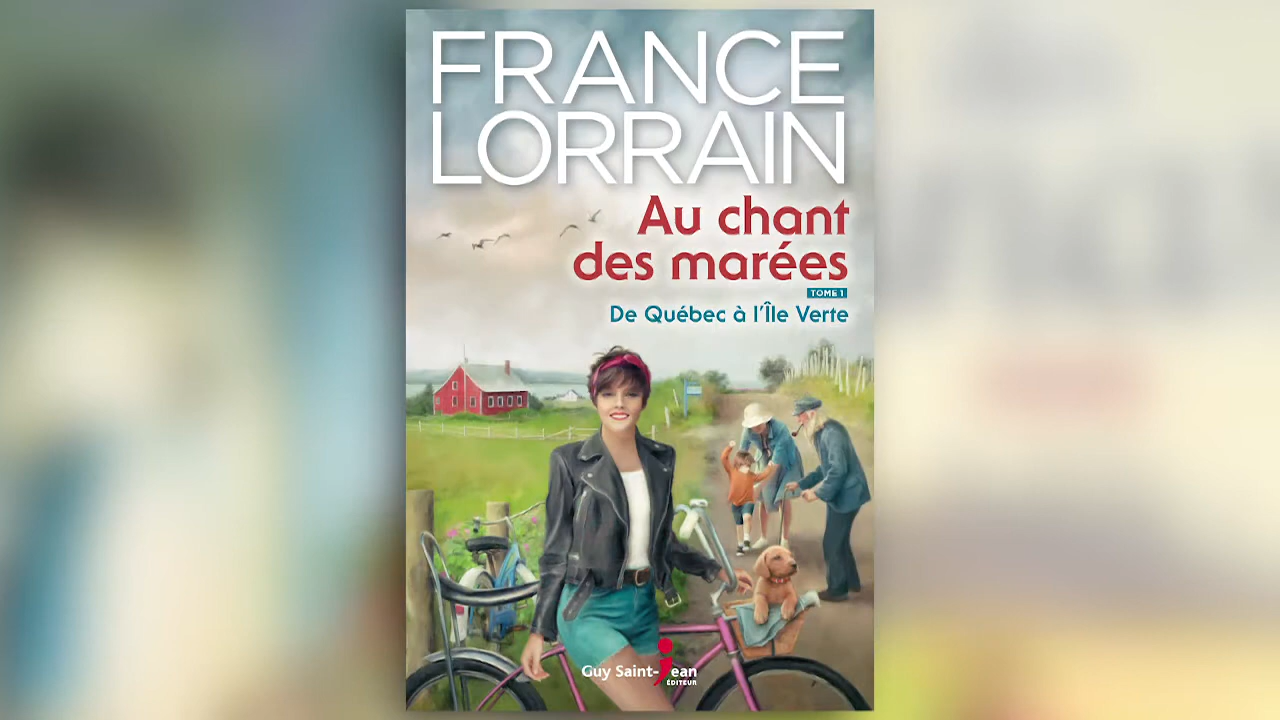 FRANCE
LORRAIN
Au chant
des marées
TOME 1
De Québec à l'Île Verte
Guy Saint-Jean
ÉDITEUR